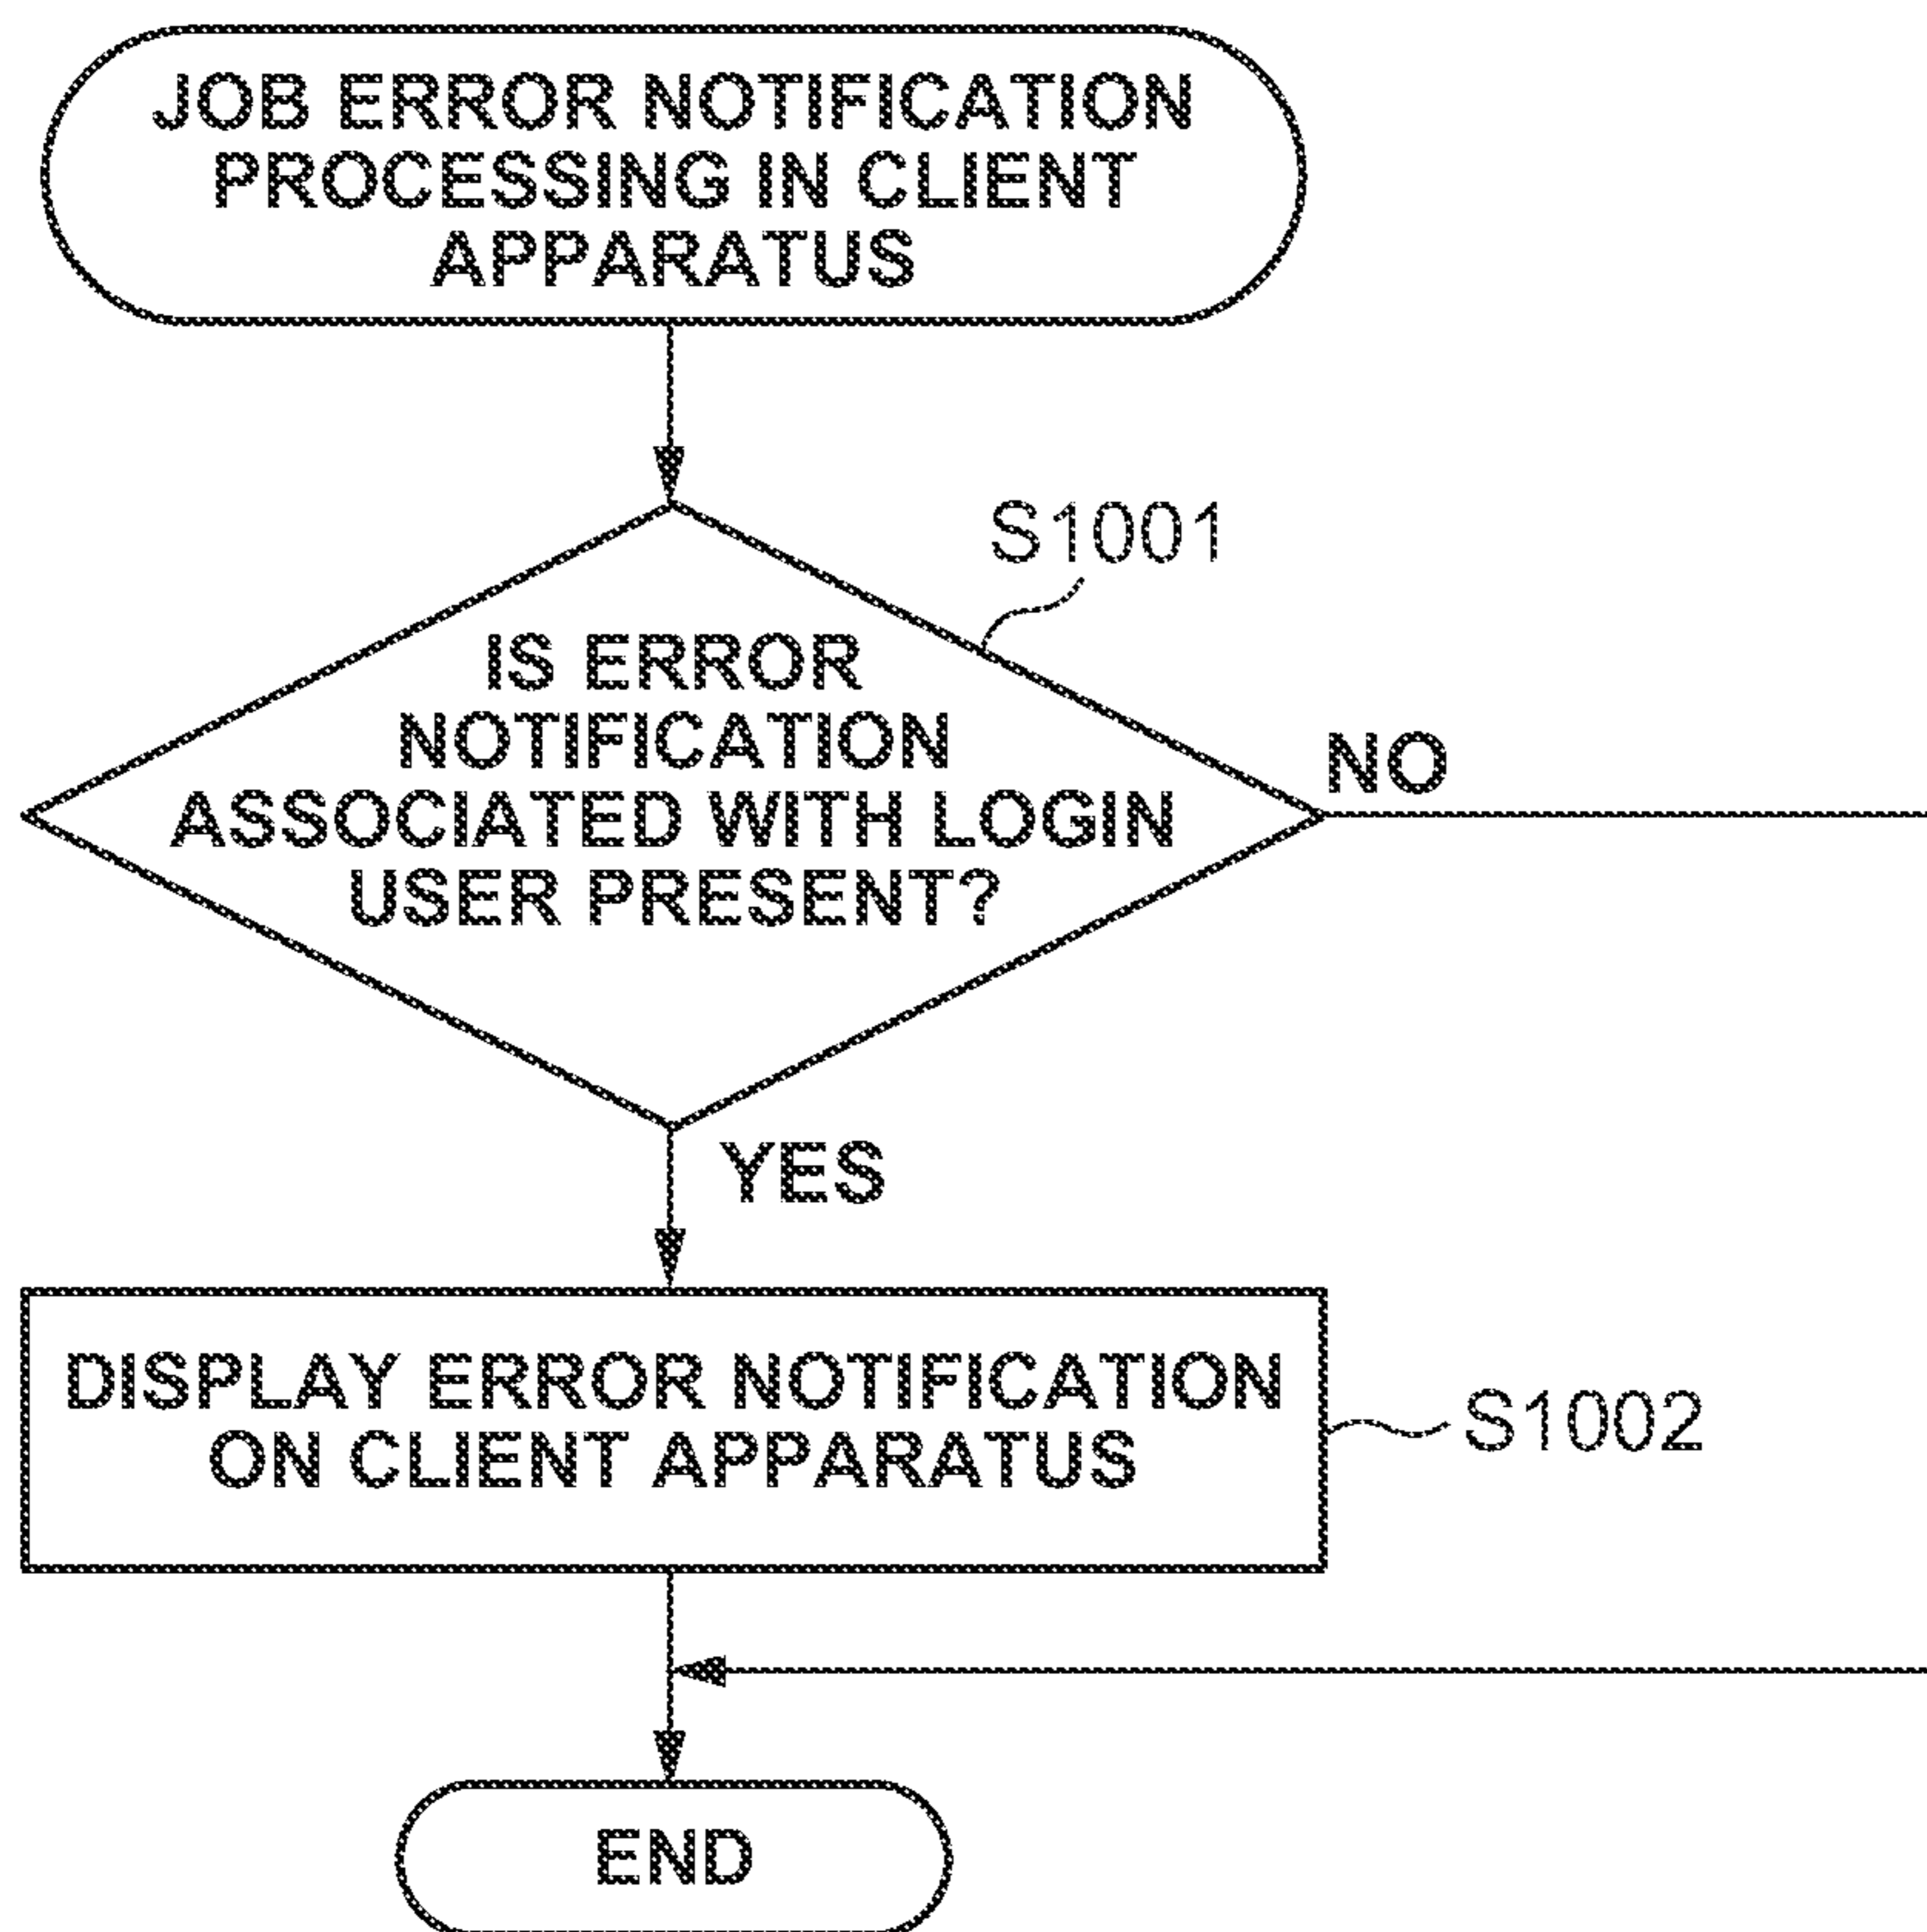 JOB ERROR NOTIFICATION
PROCESSING IN CLIENT
APPARATUS
S1001
IS ERROR
NOTIFICATION
ASSOCIATED WITH LOGIN
USER PRESENT?
NO
YES
DISPLAY ERROR NOTIFICATION
ON CLIENT APPARATUS
S1002
END